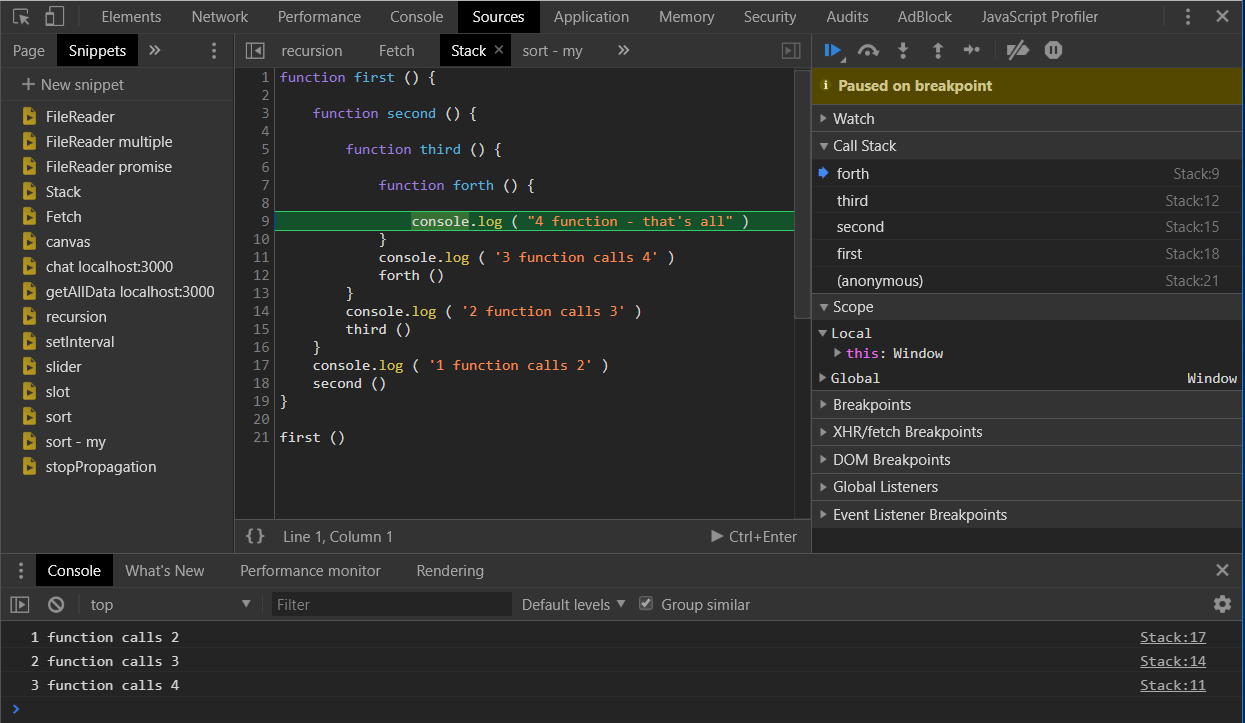 Elements Network Performance Console Sources Application Memory Security Audits AdBlock JavaScript Profiler
Page Snippets
New snippet
FileReader
FileReader multiple
FileReader promise
Stack
Fetch
canvas
chat localhost:3000
getAllData localhost:3000
recursion
setInterval
slider
slot
sort
sort - my
stopPropagation
recursion Fetch Stack sort - my
1 function first () {
2
3 function second () {
4
5 function third () {
6
7 function forth () {
8
9 console.log ( "4 function - that's all" )
10 }
11 console.log ( '3 function calls 4' )
12 forth ()
13 }
14 console.log ( '2 function calls 3' )
15 third ()
16 }
17 console.log ( '1 function calls 2' )
18 second ()
19 }
20
21 first ()
{} Line 1, Column 1 Ctrl+Enter
Paused on breakpoint
Watch
Call Stack
forth Stack:9
third Stack:12
second Stack:15
first Stack:18
(anonymous) Stack:21
Scope
Local
this: Window
Global Window
Breakpoints
XHR/fetch Breakpoints
DOM Breakpoints
Global Listeners
Event Listener Breakpoints
Console What's New Performance monitor Rendering
top Filter Default levels Group similar
1 function calls 2 Stack:17
2 function calls 3 Stack:14
3 function calls 4 Stack:11